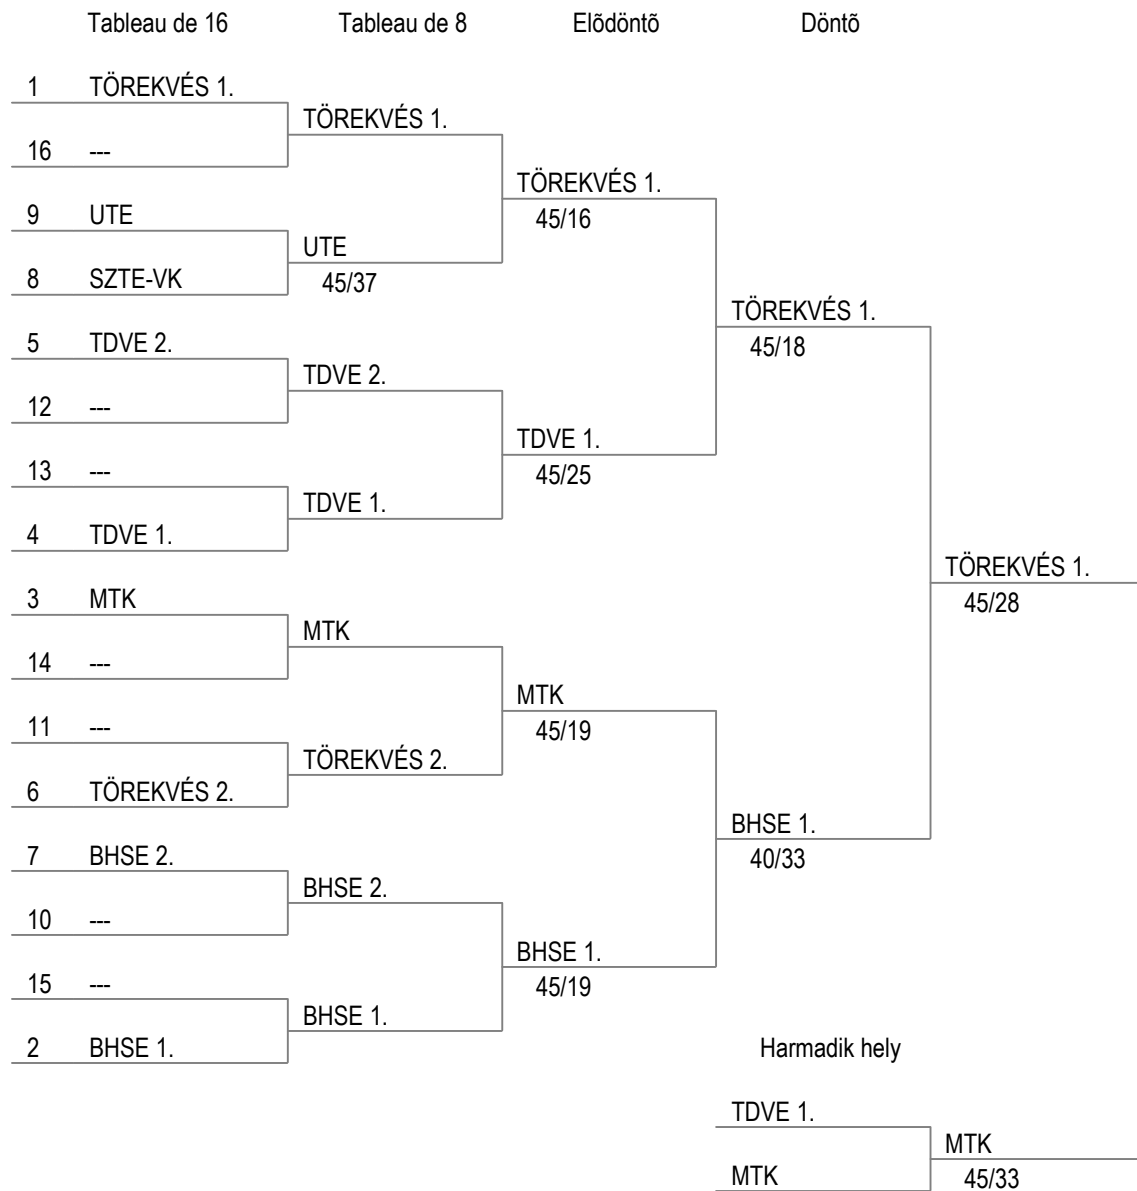 Tableau de 16 Tableau de 8 Elõdöntõ Döntõ
1 TÖREKVÉS 1.
TÖREKVÉS 1.
16 ---
TÖREKVÉS 1.
45/16
9 UTE
UTE
45/37
8 SZTE-VK
TÖREKVÉS 1.
45/18
5 TDVE 2.
TDVE 2.
12 ---
TDVE 1.
45/25
13 ---
TDVE 1.
4 TDVE 1.
TÖREKVÉS 1.
45/28
3 MTK
MTK
14 ---
MTK
45/19
11 ---
TÖREKVÉS 2.
6 TÖREKVÉS 2.
BHSE 1.
40/33
7 BHSE 2.
BHSE 2.
10 ---
BHSE 1.
45/19
15 ---
BHSE 1.
2 BHSE 1.
Harmadik hely
TDVE 1.
MTK
45/33
MTK